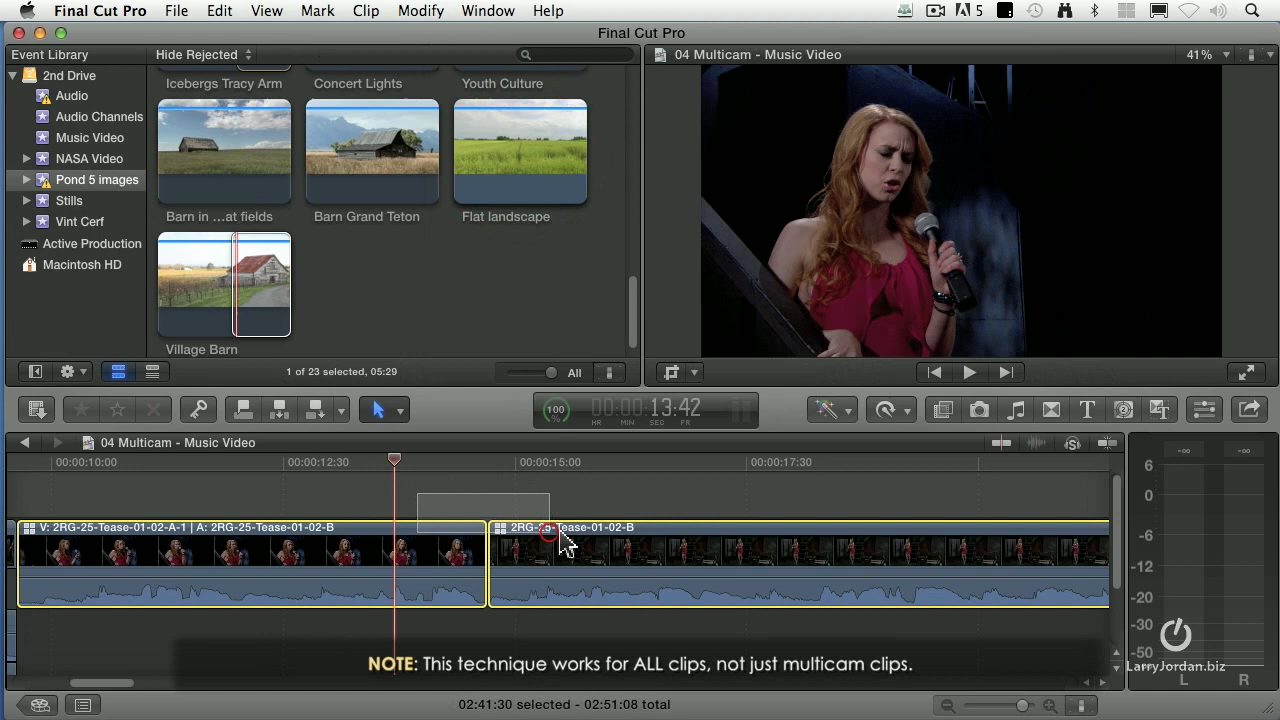 Final Cut Pro File Edit View Mark Clip Modify Window Help 5
Final Cut Pro
Event Library Hide Rejected 04 Multicam - Music Video 41%
2nd Drive
Audio
Audio Channels
Music Video
NASA Video
Pond 5 images
Stills
Vint Cerf
Active Production
Macintosh HD
Icebergs Tracy Arm Concert Lights Youth Culture
Barn in ...at fields Barn Grand Teton Flat landscape
Village Barn
1 of 23 selected, 05:29 All
100 % 00:00:13:42
HR MIN SEC FR
04 Multicam - Music Video
00:00:10:00 00:00:12:30 00:00:15:00 00:00:17:30
V: 2RG-25-Tease-01-02-A-1 | A: 2RG-25-Tease-01-02-B 2RG-25-Tease-01-02-B
-∞ -∞
6
0
-6
-12
-20
-30
-50
L R
NOTE: This technique works for ALL clips, not just multicam clips.
LarryJordan.biz
02:41:30 selected - 02:51:08 total